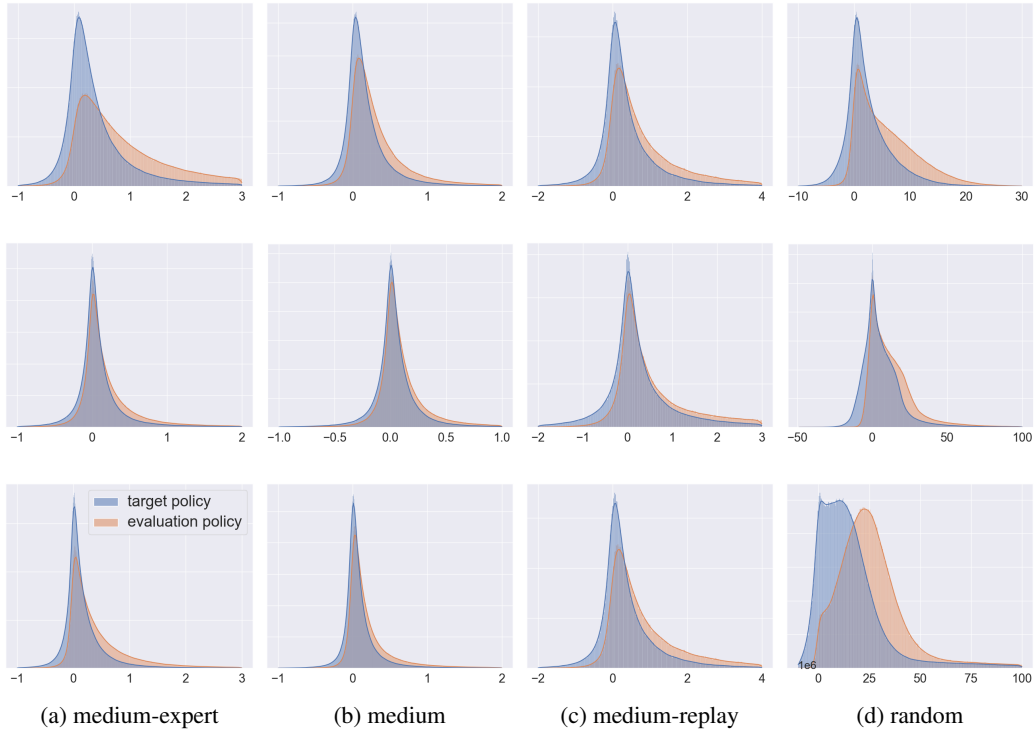 −1 0 1 2 3
−1 0 1 2
−2 0 2 4
−10 0 10 20 30
−1 0 1 2
−1.0 −0.5 0.0 0.5 1.0
−2 −1 0 1 2 3
−50 0 50 100
target policy
evaluation policy
−1 0 1 2 3
−1 0 1 2
−2 0 2 4
1e6
0 25 50 75 100
(a) medium-expert
(b) medium
(c) medium-replay
(d) random